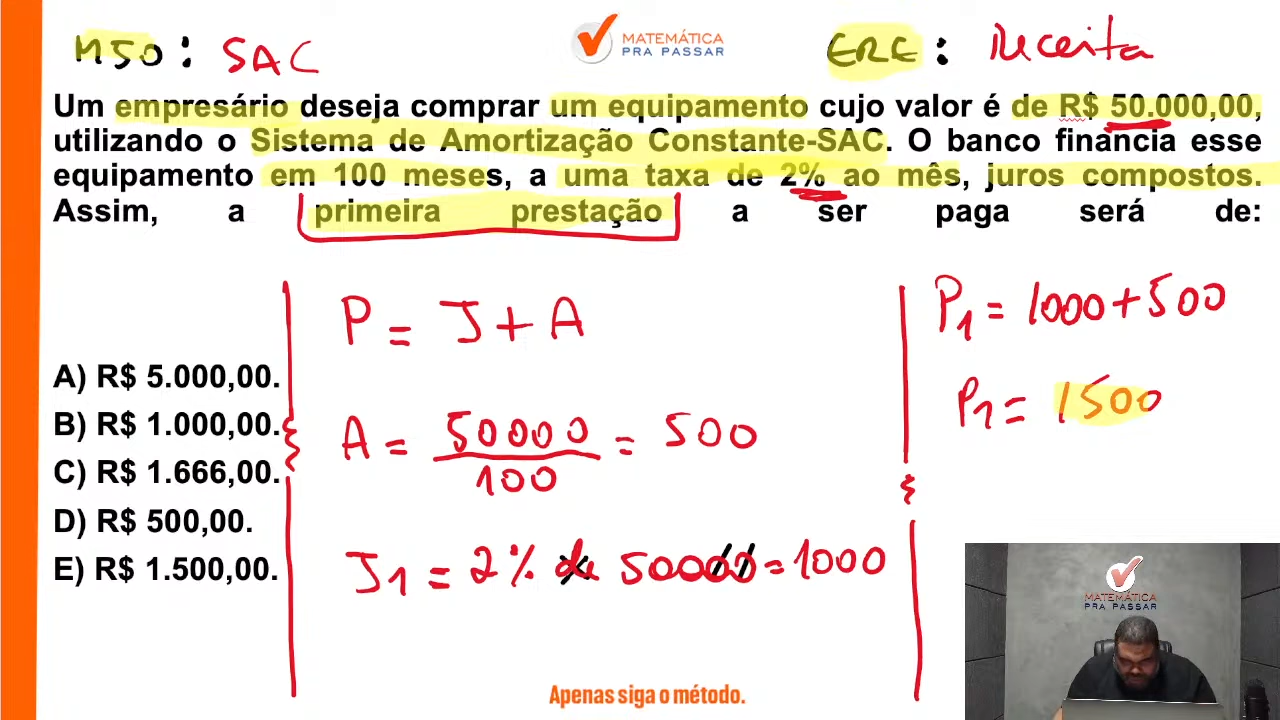 M50 : SAC
MATEMÁTICA
PRA PASSAR
ERE : Receita
Um empresário deseja comprar um equipamento cujo valor é de R$ 50.000,00,
utilizando o Sistema de Amortização Constante-SAC. O banco financia esse
equipamento em 100 meses, a uma taxa de 2% ao mês, juros compostos.
Assim, a primeira prestação a ser paga será de:
A) R$ 5.000,00.
B) R$ 1.000,00.
C) R$ 1.666,00.
D) R$ 500,00.
E) R$ 1.500,00.
P = J + A
A = 50000 / 100 = 500
J1 = 2% de 50000 = 1000
P1 = 1000 + 500
P1 = 1500
MATEMÁTICA
PRA PASSAR
Apenas siga o método.